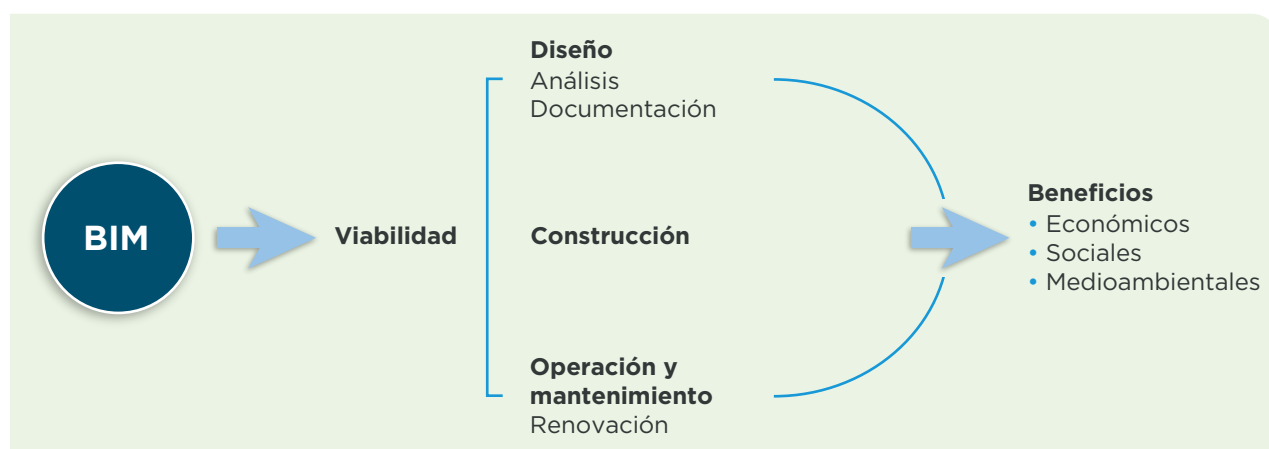 BIM
Viabilidad
Diseño
Análisis
Documentación
Construcción
Operación y
mantenimiento
Renovación
Beneficios
• Económicos
• Sociales
• Medioambientales